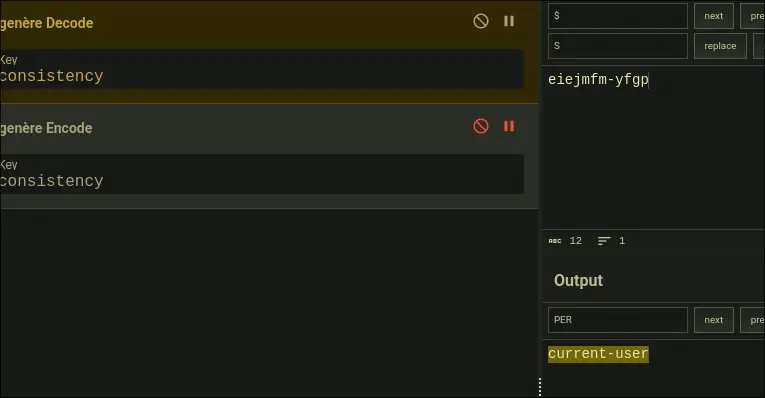 genère Decode
Key
consistency
genère Encode
Key
consistency
$ next pre
S replace
eiejmfm-yfgp
ABC 12 1
Output
PER next pre
current-user